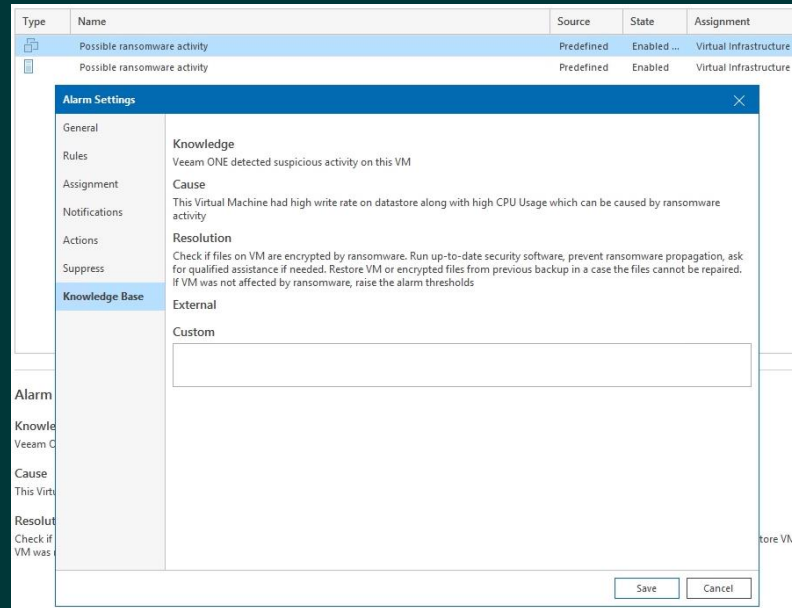 Type Name Source State Assignment
Possible ransomware activity Predefined Enabled ... Virtual Infrastructure
Possible ransomware activity Predefined Enabled Virtual Infrastructure
Alarm Settings
General
Rules
Assignment
Notifications
Actions
Suppress
Knowledge Base
Knowledge
Veeam ONE detected suspicious activity on this VM
Cause
This Virtual Machine had high write rate on datastore along with high CPU Usage which can be caused by ransomware
activity
Resolution
Check if files on VM are encrypted by ransomware. Run up-to-date security software, prevent ransomware propagation, ask
for qualified assistance if needed. Restore VM or encrypted files from previous backup in a case the files cannot be repaired.
If VM was not affected by ransomware, raise the alarm thresholds
External
Custom
Save Cancel
Alarm
Knowle
Veeam O
Cause
This Virtu
Resolut
Check if tore VM
VM was